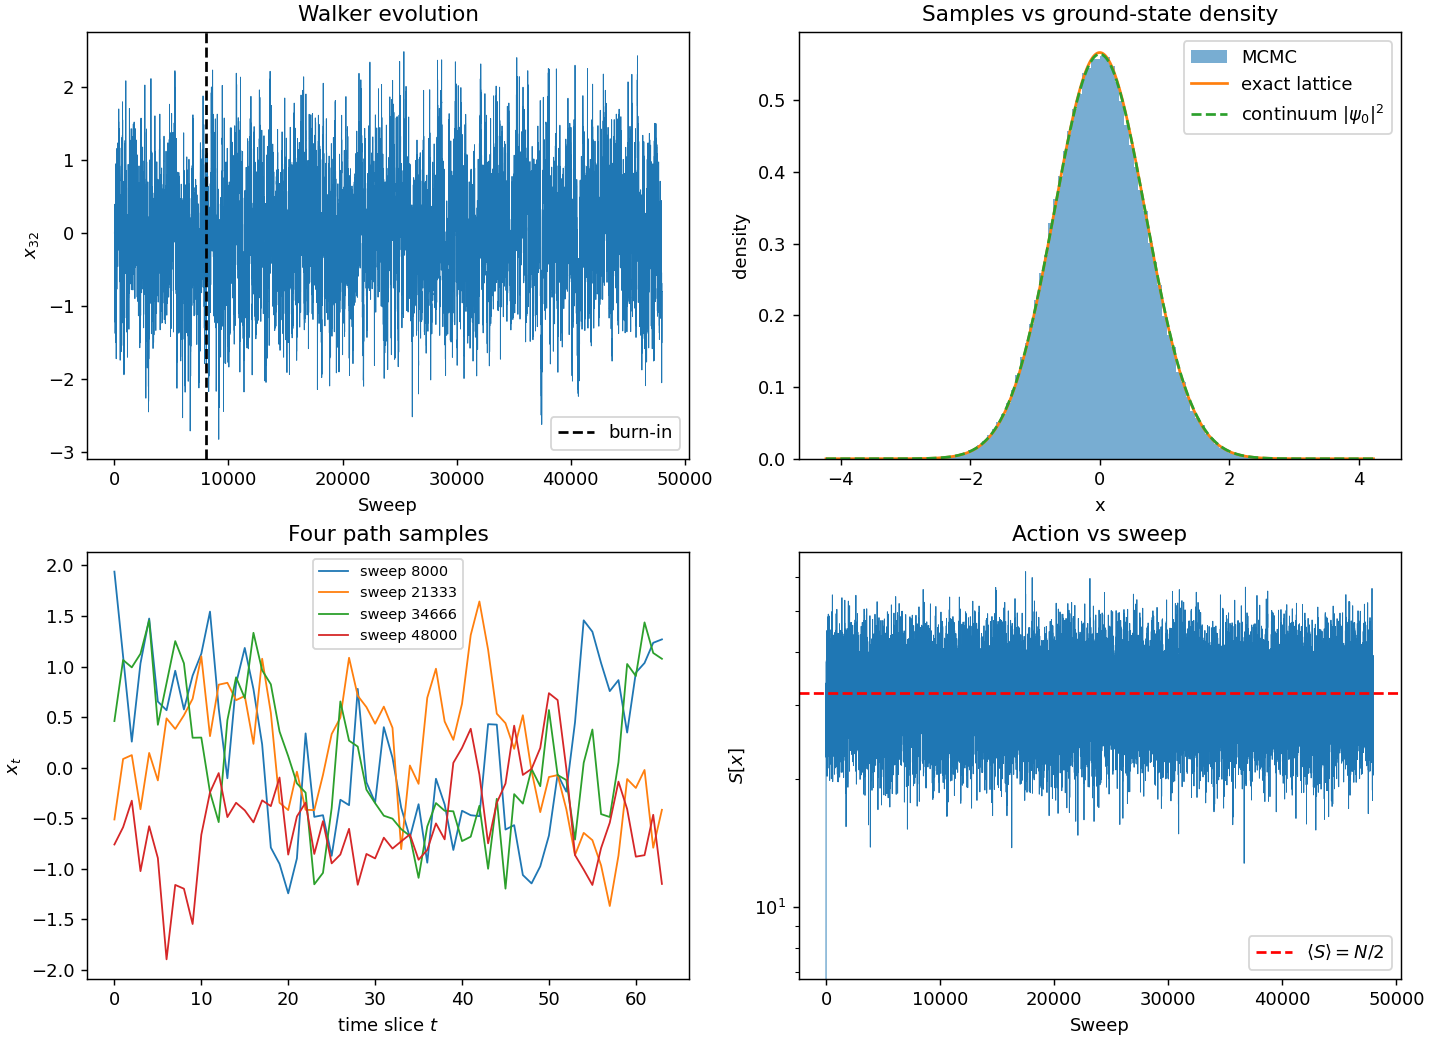 Walker evolution
x₃₂
2
1
0
−1
−2
−3
burn-in
0 10000 20000 30000 40000 50000
Sweep
Samples vs ground-state density
density
0.5
0.4
0.3
0.2
0.1
0.0
MCMC
exact lattice
continuum |ψ₀|²
−4 −2 0 2 4
x
Four path samples
xₜ
2.0
1.5
1.0
0.5
0.0
−0.5
−1.0
−1.5
−2.0
sweep 8000
sweep 21333
sweep 34666
sweep 48000
0 10 20 30 40 50 60
time slice t
Action vs sweep
S[x]
10¹
⟨S⟩ = N/2
0 10000 20000 30000 40000 50000
Sweep